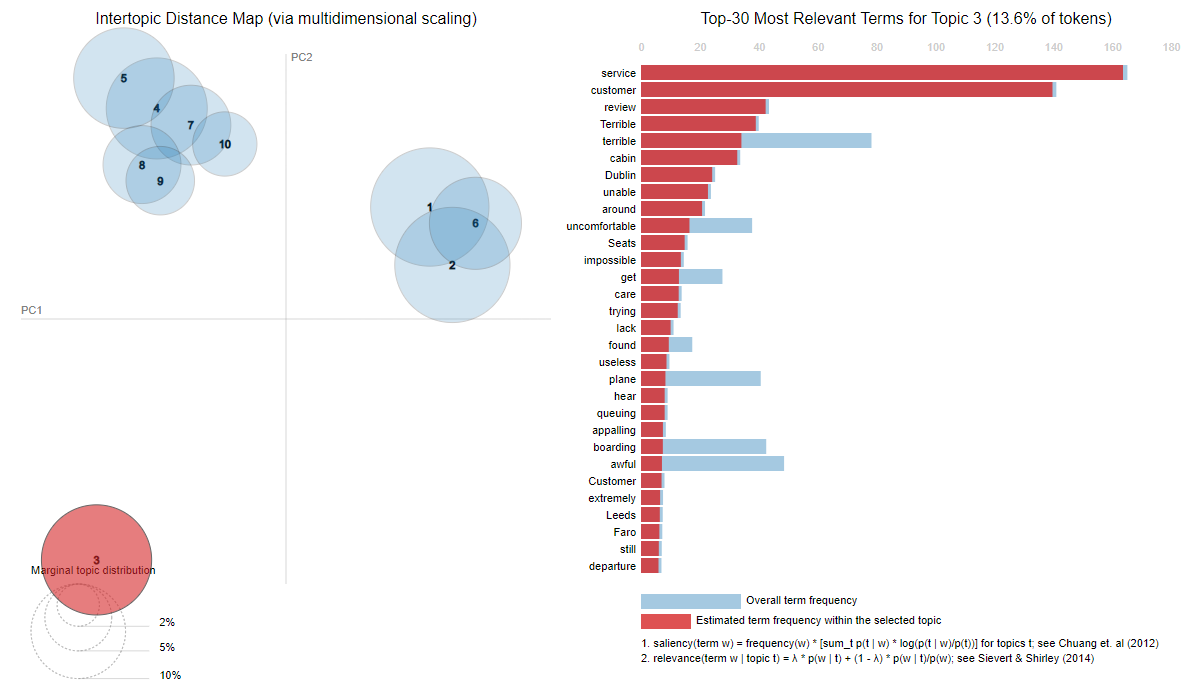 Intertopic Distance Map (via multidimensional scaling)
PC2
5
4
7
10
8
9
1
6
2
PC1
3
Marginal topic distribution
2%
5%
10%
Top-30 Most Relevant Terms for Topic 3 (13.6% of tokens)
0 20 40 60 80 100 120 140 160 180
service
customer
review
Terrible
terrible
cabin
Dublin
unable
around
uncomfortable
Seats
impossible
get
care
trying
lack
found
useless
plane
hear
queuing
appalling
boarding
awful
Customer
extremely
Leeds
Faro
still
departure
Overall term frequency
Estimated term frequency within the selected topic
1. saliency(term w) = frequency(w) * [sum_t p(t | w) * log(p(t | w)/p(t))] for topics t; see Chuang et. al (2012)
2. relevance(term w | topic t) = λ * p(w | t) + (1 - λ) * p(w | t)/p(w); see Sievert & Shirley (2014)